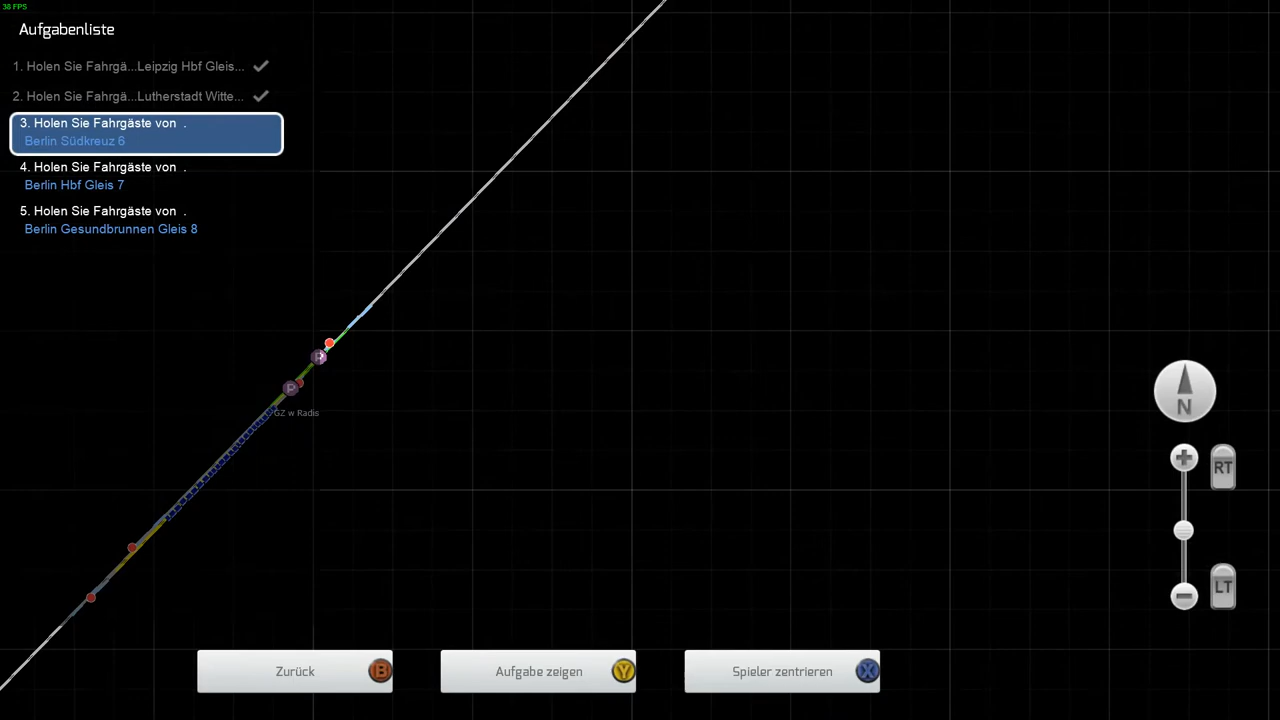 38 FPS
Aufgabenliste
1. Holen Sie Fahrgä...Leipzig Hbf Gleis...
2. Holen Sie Fahrgä...Lutherstadt Witte...
3. Holen Sie Fahrgäste von .
Berlin Südkreuz 6
4. Holen Sie Fahrgäste von .
Berlin Hbf Gleis 7
5. Holen Sie Fahrgäste von .
Berlin Gesundbrunnen Gleis 8
P
GZ w Radis
N
RT
LT
Zurück B
Aufgabe zeigen Y
Spieler zentrieren X